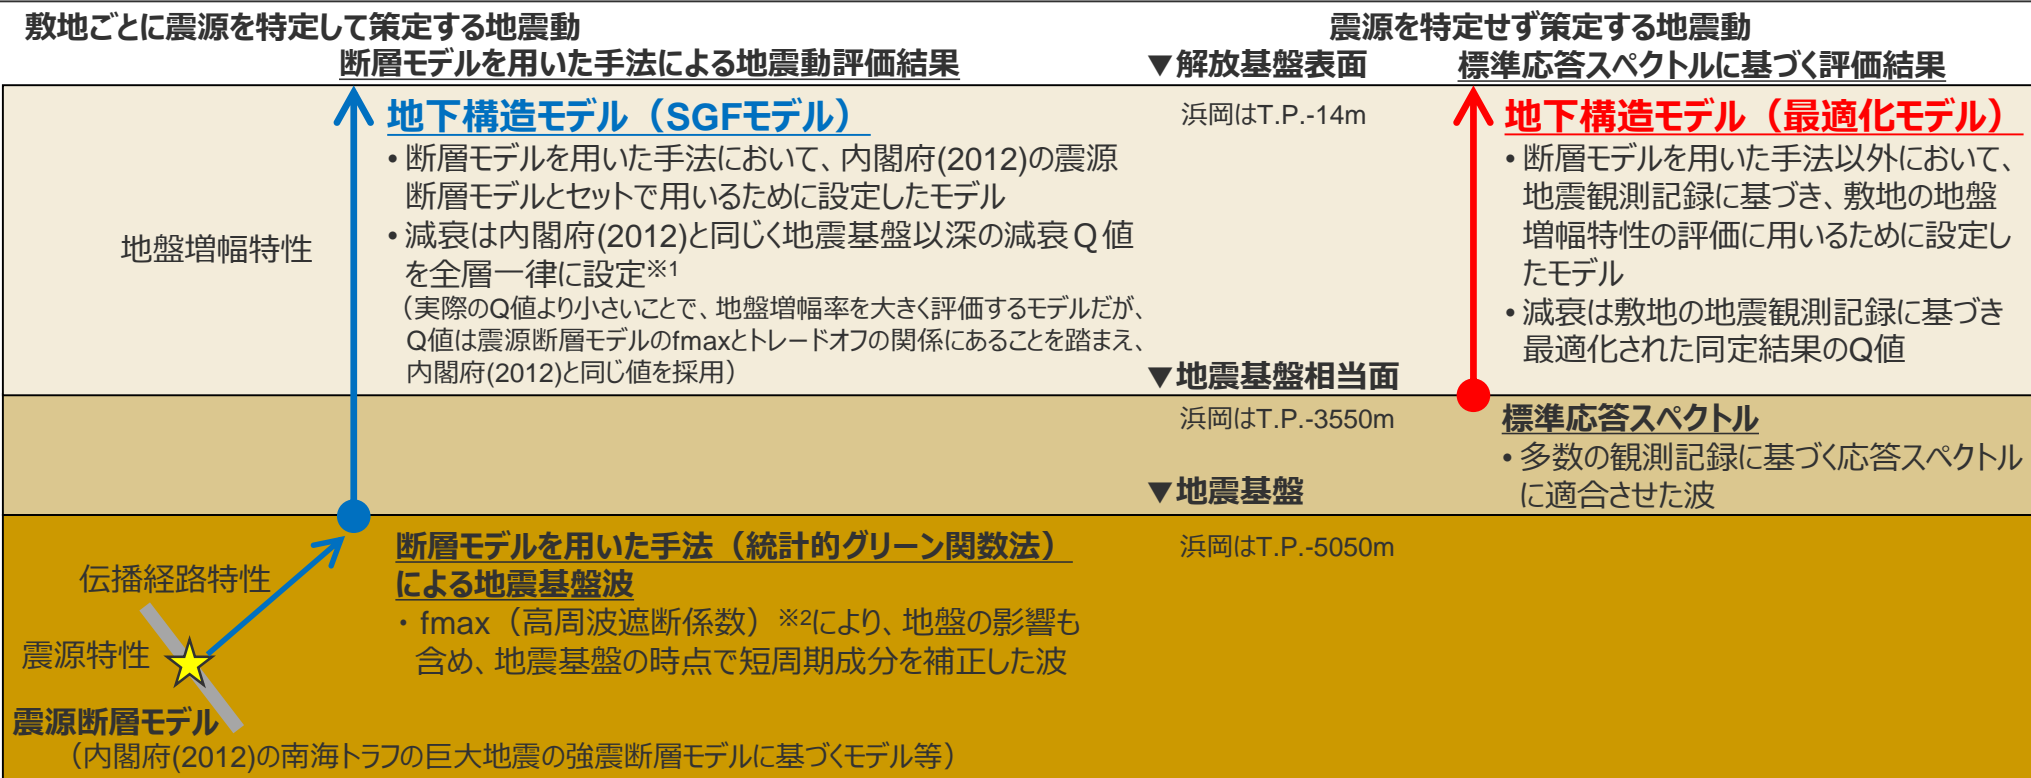 敷地ごとに震源を特定して策定する地震動
断層モデルを用いた手法による地震動評価結果
地下構造モデル（SGFモデル）
• 断層モデルを用いた手法において、内閣府(2012)の震源
断層モデルとセットで用いるために設定したモデル
• 減衰は内閣府(2012)と同じく地震基盤以深の減衰Ｑ値
を全層一律に設定※1
（実際のQ値より小さいことで、地盤増幅率を大きく評価するモデルだが、
Q値は震源断層モデルのfmaxとトレードオフの関係にあることを踏まえ、
内閣府(2012)と同じ値を採用）
地盤増幅特性
断層モデルを用いた手法（統計的グリーン関数法）
による地震基盤波
・fmax（高周波遮断係数）※2により、地盤の影響も
含め、地震基盤の時点で短周期成分を補正した波
伝播経路特性
震源特性
震源断層モデル
（内閣府(2012)の南海トラフの巨大地震の強震断層モデルに基づくモデル等）
▼解放基盤表面
浜岡はT.P.-14m
▼地震基盤相当面
浜岡はT.P.-3550m
▼地震基盤
浜岡はT.P.-5050m
震源を特定せず策定する地震動
標準応答スペクトルに基づく評価結果
地下構造モデル（最適化モデル）
• 断層モデルを用いた手法以外において、
地震観測記録に基づき、敷地の地盤
増幅特性の評価に用いるために設定し
たモデル
• 減衰は敷地の地震観測記録に基づき
最適化された同定結果のQ値
標準応答スペクトル
• 多数の観測記録に基づく応答スペクトル
に適合させた波